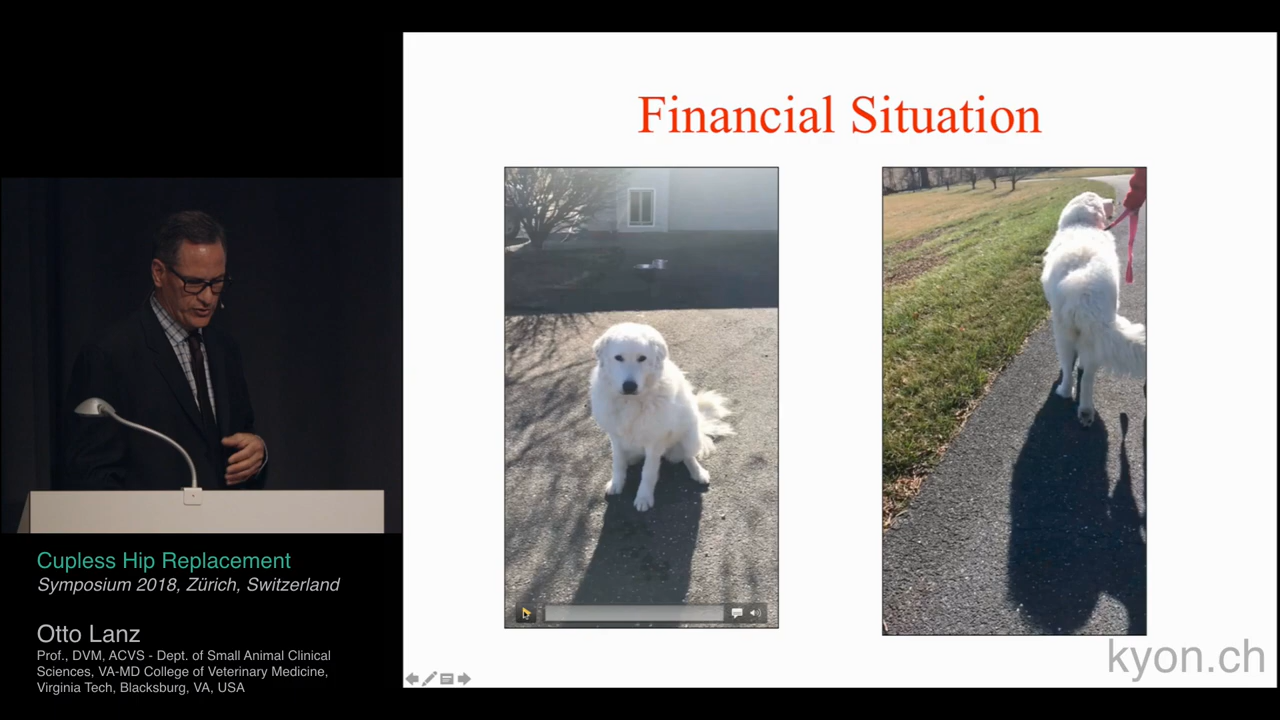 Financial Situation
Cupless Hip Replacement
Symposium 2018, Zürich, Switzerland
Otto Lanz
Prof., DVM, ACVS - Dept. of Small Animal Clinical
Sciences, VA-MD College of Veterinary Medicine,
Virginia Tech, Blacksburg, VA, USA
kyon.ch